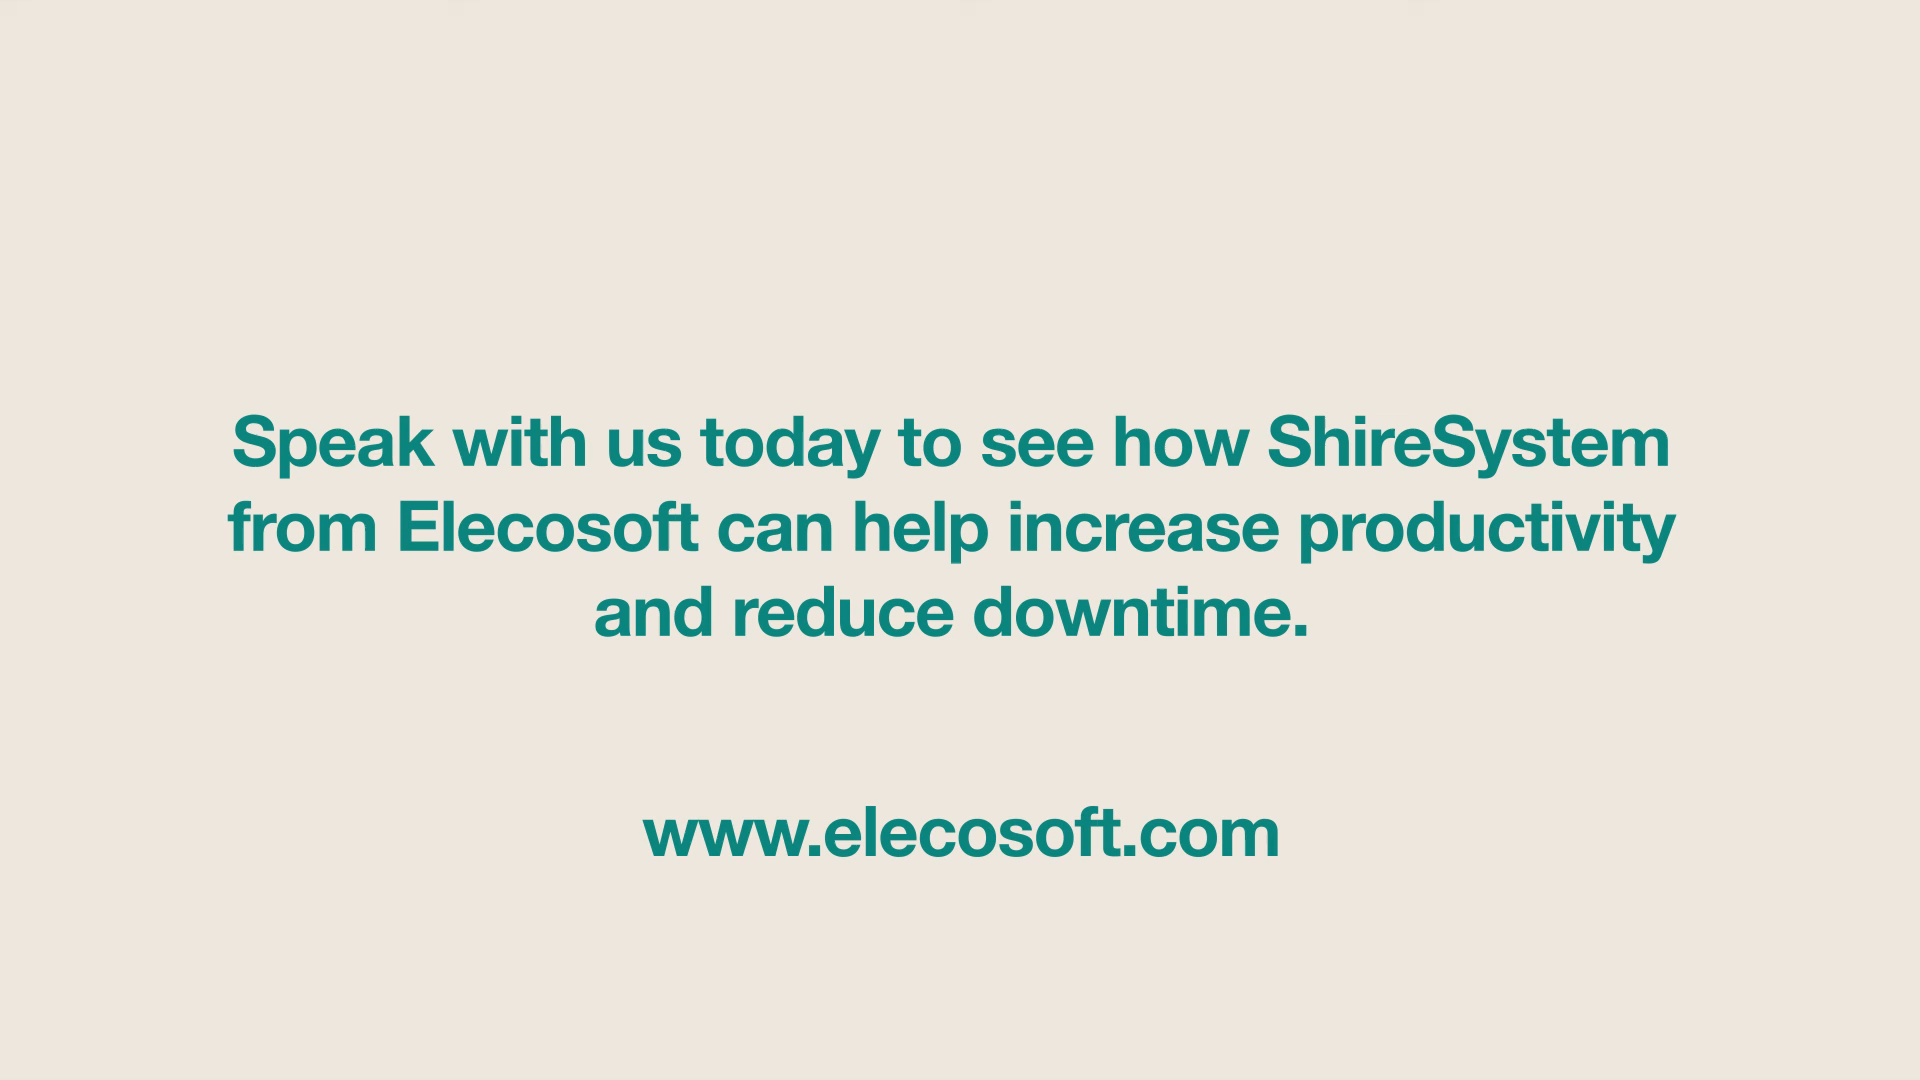 Speak with us today to see how ShireSystem
from Elecosoft can help increase productivity
and reduce downtime.
www.elecosoft.com